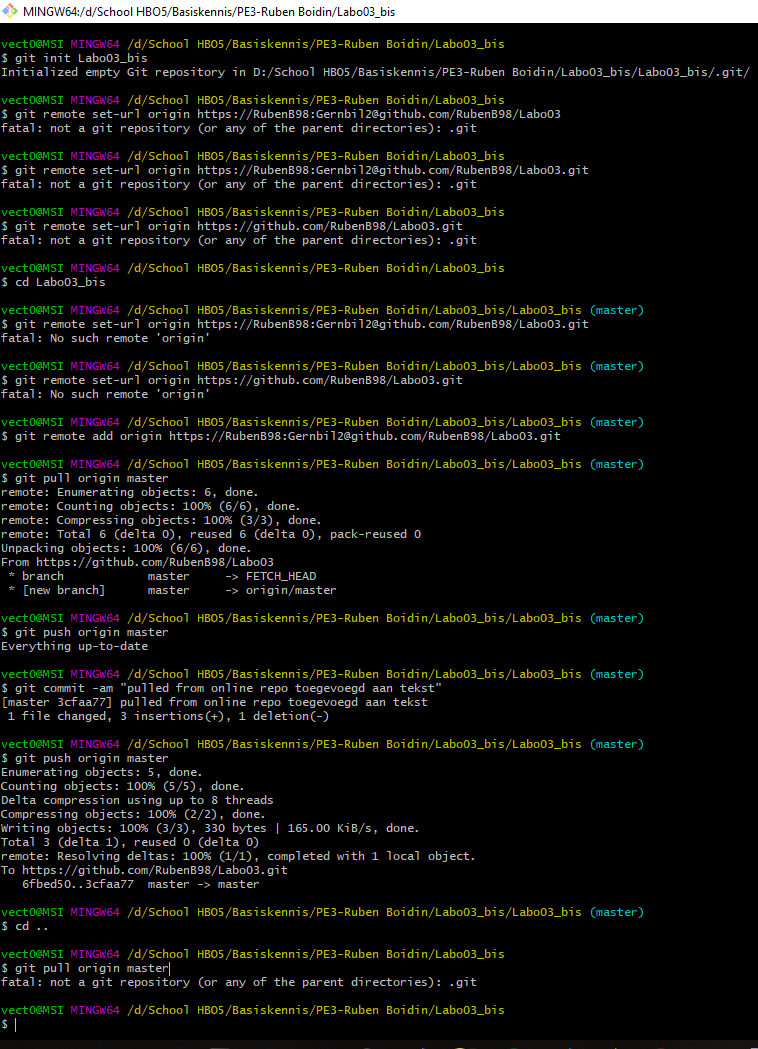 MINGW64:/d/School HBO5/Basiskennis/PE3-Ruben Boidin/Labo03_bis
vectO@MSI MINGW64 /d/School HBO5/Basiskennis/PE3-Ruben Boidin/Labo03_bis
$ git init Labo03_bis
Initialized empty Git repository in D:/School HBO5/Basiskennis/PE3-Ruben Boidin/Labo03_bis/Labo03_bis/.git/
vectO@MSI MINGW64 /d/School HBO5/Basiskennis/PE3-Ruben Boidin/Labo03_bis
$ git remote set-url origin https://RubenB98:Gernbil2@github.com/RubenB98/Labo03
fatal: not a git repository (or any of the parent directories): .git
vectO@MSI MINGW64 /d/School HBO5/Basiskennis/PE3-Ruben Boidin/Labo03_bis
$ git remote set-url origin https://RubenB98:Gernbil2@github.com/RubenB98/Labo03.git
fatal: not a git repository (or any of the parent directories): .git
vectO@MSI MINGW64 /d/School HBO5/Basiskennis/PE3-Ruben Boidin/Labo03_bis
$ git remote set-url origin https://github.com/RubenB98/Labo03.git
fatal: not a git repository (or any of the parent directories): .git
vectO@MSI MINGW64 /d/School HBO5/Basiskennis/PE3-Ruben Boidin/Labo03_bis
$ cd Labo03_bis
vectO@MSI MINGW64 /d/School HBO5/Basiskennis/PE3-Ruben Boidin/Labo03_bis/Labo03_bis (master)
$ git remote set-url origin https://RubenB98:Gernbil2@github.com/RubenB98/Labo03.git
fatal: No such remote 'origin'
vectO@MSI MINGW64 /d/School HBO5/Basiskennis/PE3-Ruben Boidin/Labo03_bis/Labo03_bis (master)
$ git remote set-url origin https://github.com/RubenB98/Labo03.git
fatal: No such remote 'origin'
vectO@MSI MINGW64 /d/School HBO5/Basiskennis/PE3-Ruben Boidin/Labo03_bis/Labo03_bis (master)
$ git remote add origin https://RubenB98:Gernbil2@github.com/RubenB98/Labo03.git
vectO@MSI MINGW64 /d/School HBO5/Basiskennis/PE3-Ruben Boidin/Labo03_bis/Labo03_bis (master)
$ git pull origin master
remote: Enumerating objects: 6, done.
remote: Counting objects: 100% (6/6), done.
remote: Compressing objects: 100% (3/3), done.
remote: Total 6 (delta 0), reused 6 (delta 0), pack-reused 0
Unpacking objects: 100% (6/6), done.
From https://github.com/RubenB98/Labo03
 * branch            master     -> FETCH_HEAD
 * [new branch]      master     -> origin/master
vectO@MSI MINGW64 /d/School HBO5/Basiskennis/PE3-Ruben Boidin/Labo03_bis/Labo03_bis (master)
$ git push origin master
Everything up-to-date
vectO@MSI MINGW64 /d/School HBO5/Basiskennis/PE3-Ruben Boidin/Labo03_bis/Labo03_bis (master)
$ git commit -am "pulled from online repo toegevoegd aan tekst"
[master 3cfaa77] pulled from online repo toegevoegd aan tekst
 1 file changed, 3 insertions(+), 1 deletion(-)
vectO@MSI MINGW64 /d/School HBO5/Basiskennis/PE3-Ruben Boidin/Labo03_bis/Labo03_bis (master)
$ git push origin master
Enumerating objects: 5, done.
Counting objects: 100% (5/5), done.
Delta compression using up to 8 threads
Compressing objects: 100% (2/2), done.
Writing objects: 100% (3/3), 330 bytes | 165.00 KiB/s, done.
Total 3 (delta 1), reused 0 (delta 0)
remote: Resolving deltas: 100% (1/1), completed with 1 local object.
To https://github.com/RubenB98/Labo03.git
   6fbed50..3cfaa77  master -> master
vectO@MSI MINGW64 /d/School HBO5/Basiskennis/PE3-Ruben Boidin/Labo03_bis/Labo03_bis (master)
$ cd ..
vectO@MSI MINGW64 /d/School HBO5/Basiskennis/PE3-Ruben Boidin/Labo03_bis
$ git pull origin master
fatal: not a git repository (or any of the parent directories): .git
vectO@MSI MINGW64 /d/School HBO5/Basiskennis/PE3-Ruben Boidin/Labo03_bis
$